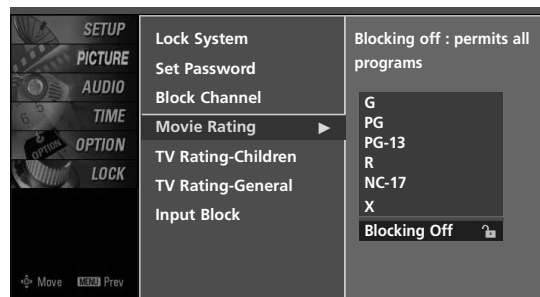 SETUP
PICTURE
AUDIO
TIME
OPTION
LOCK
Move MENU Prev
Lock System
Set Password
Block Channel
Movie Rating
TV Rating-Children
TV Rating-General
Input Block
Blocking off : permits all
programs
G
PG
PG-13
R
NC-17
X
Blocking Off